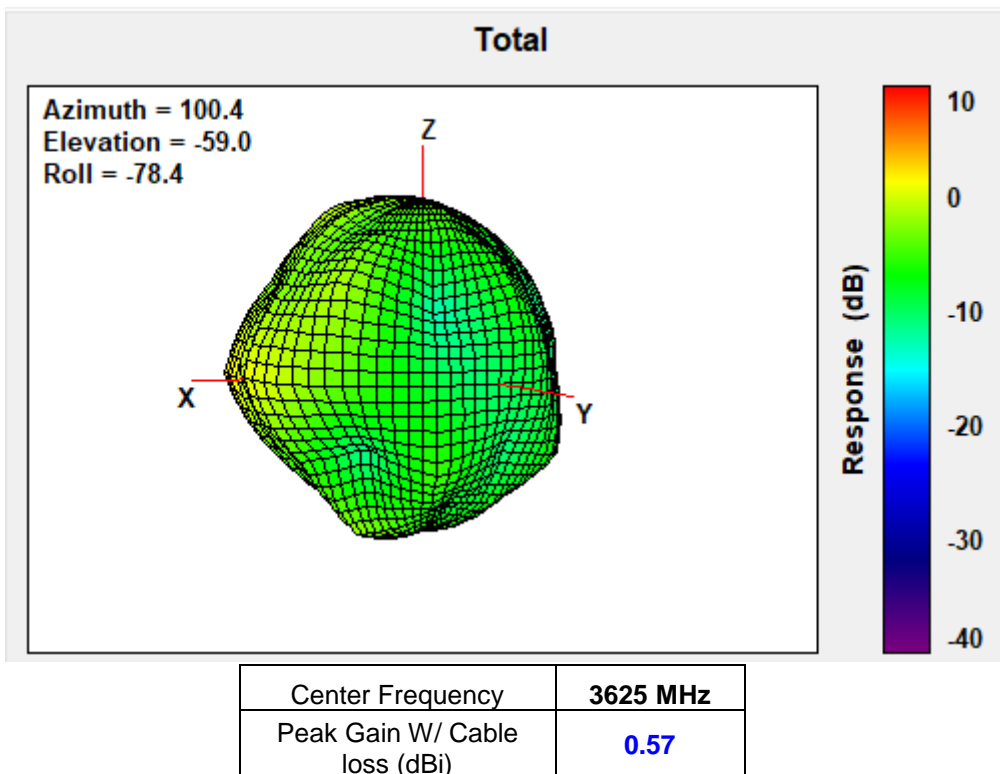 Total
Azimuth = 100.4
Elevation = -59.0
Roll = -78.4
Z
X
Y
10
0
-10
-20
-30
-40
Response (dB)
Center Frequency 3625 MHz
Peak Gain W/ Cable
loss (dBi) 0.57